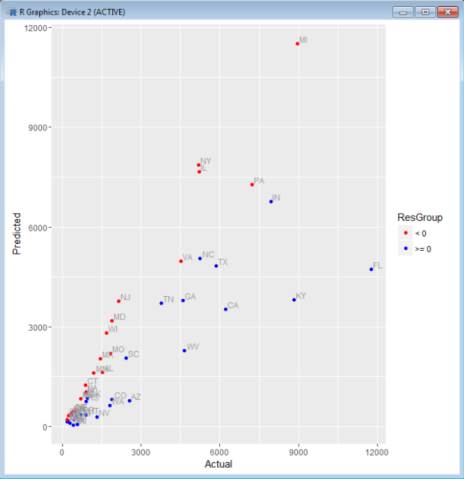 R Graphics: Device 2 (ACTIVE)
12000
9000
6000
3000
0
Predicted
MI
NY
IL
PA
IN
VA
NC
TX
FL
NJ
TN
GA
KY
CA
MD
WI
MO
SC
WV
CT
CO
AZ
NV
0
3000
6000
9000
12000
Actual
ResGroup
< 0
>= 0